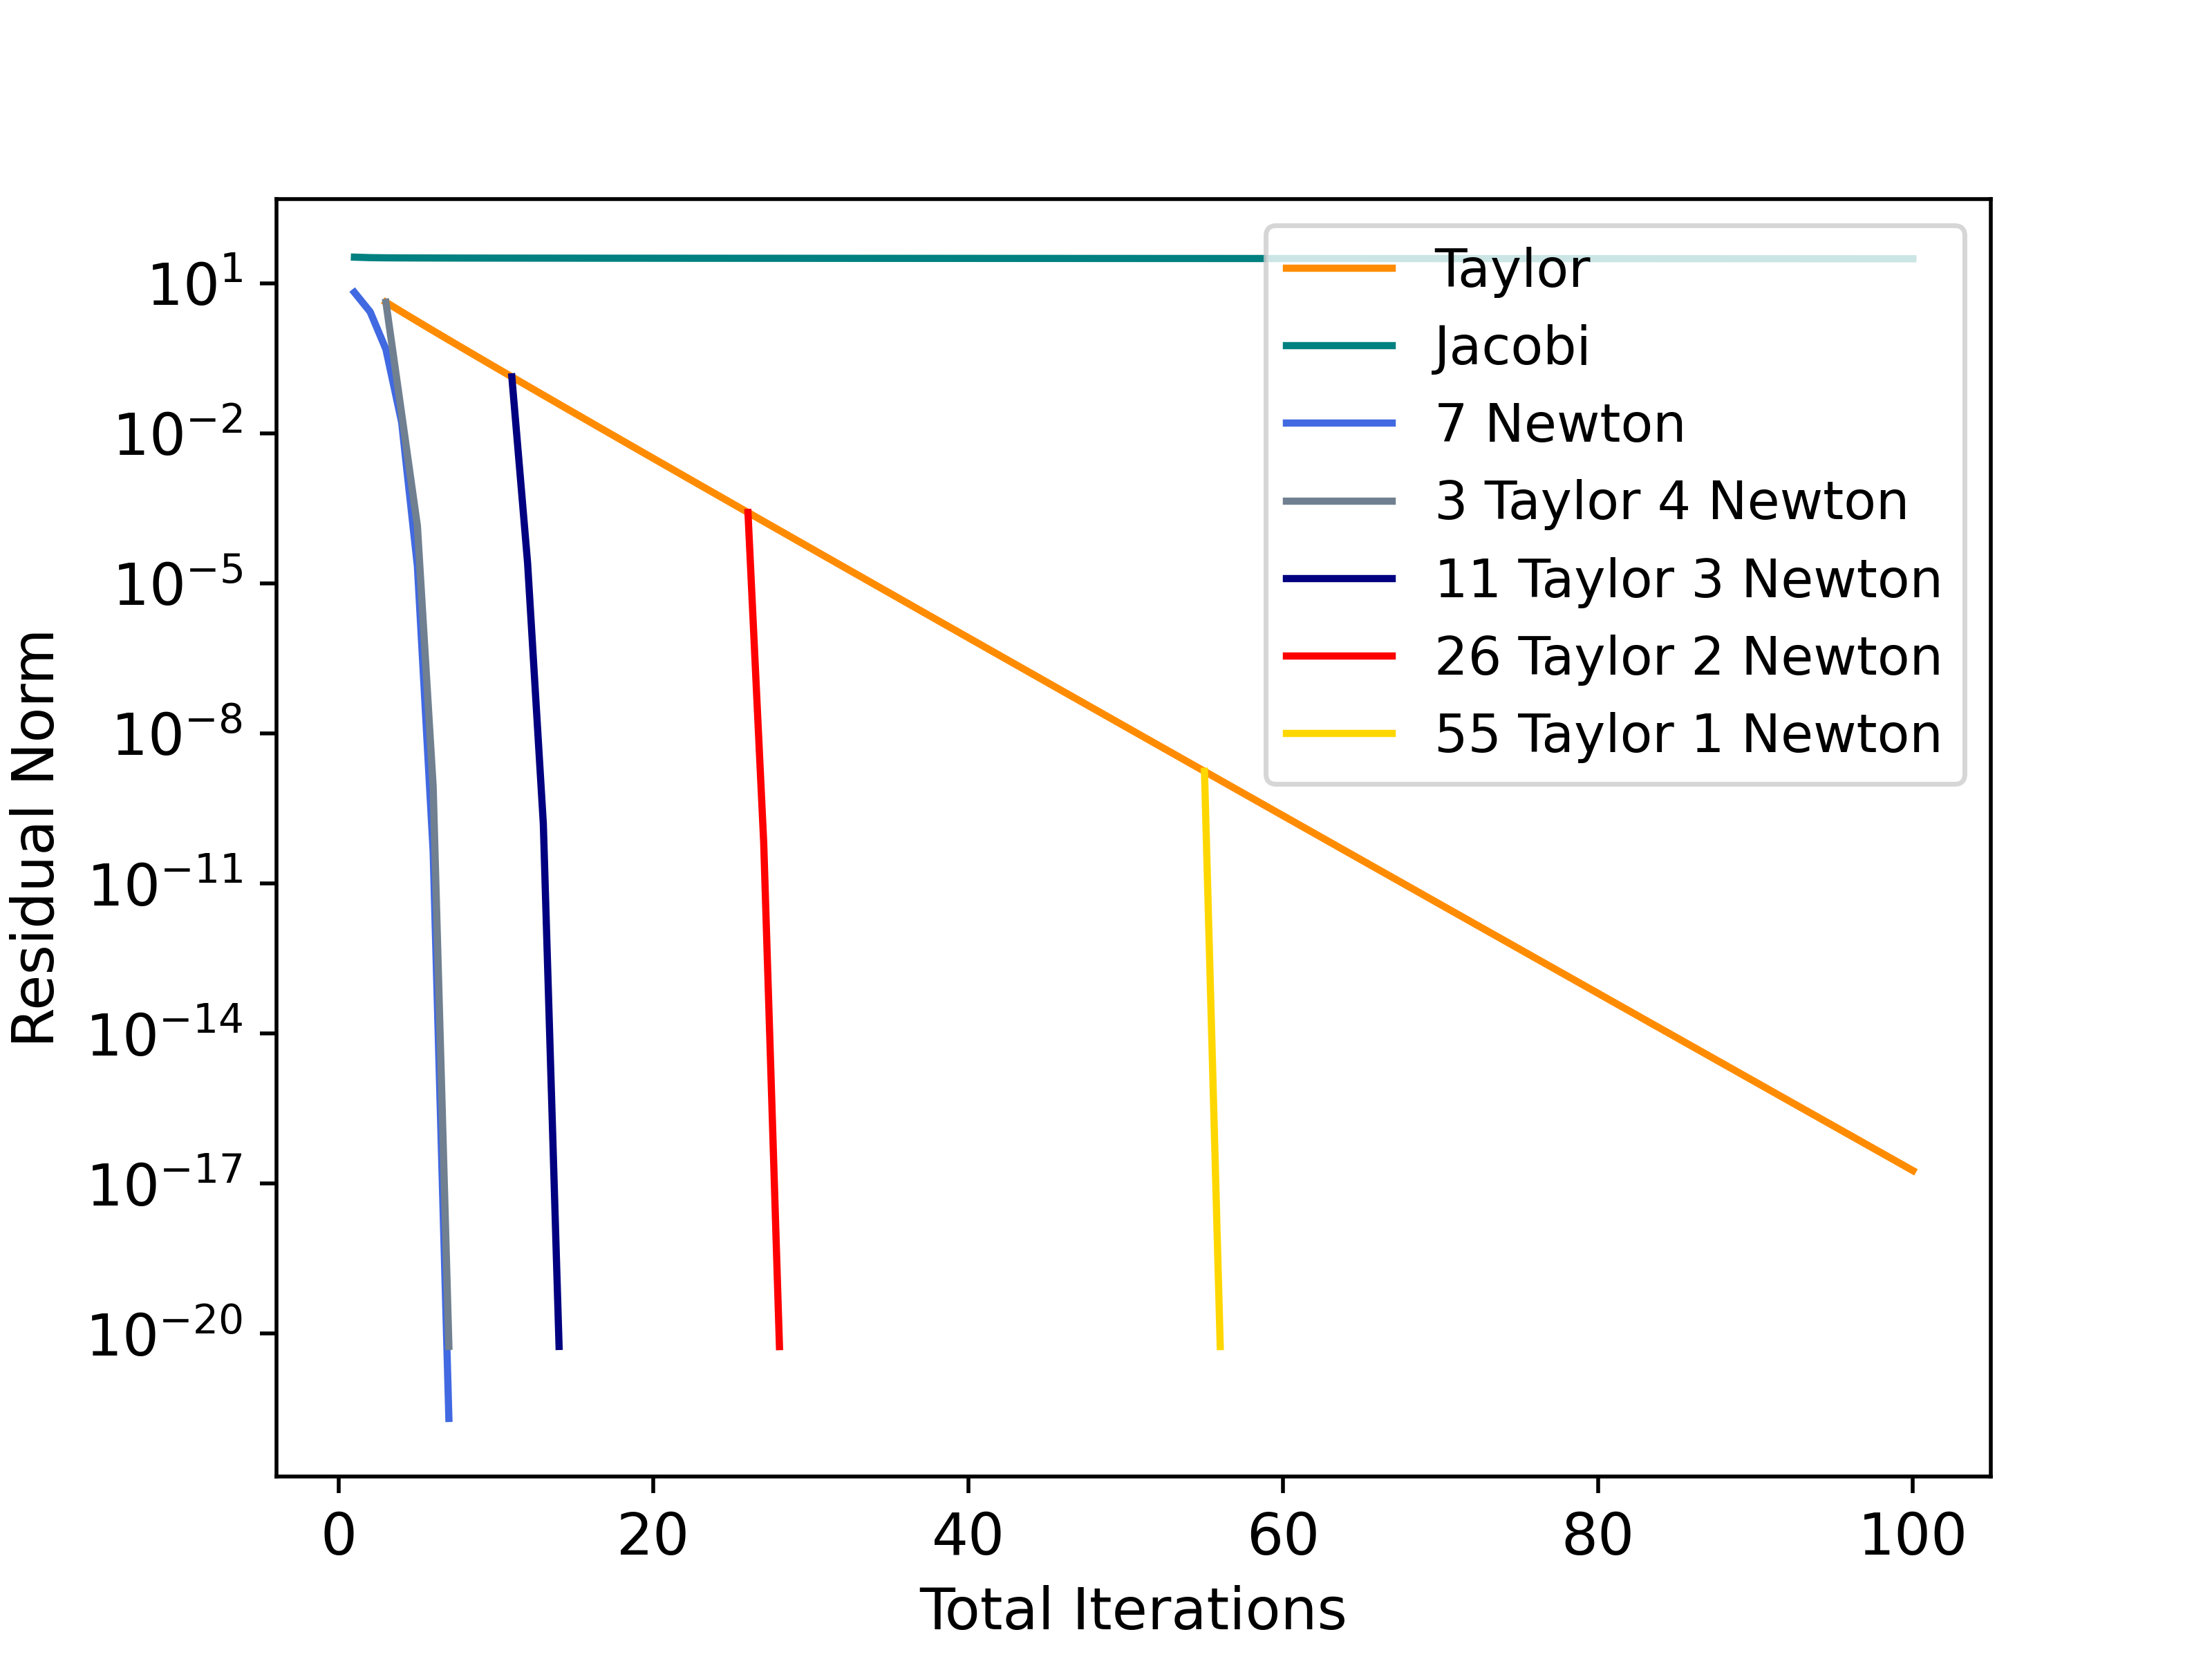 Residual Norm
10^1
10^−2
10^−5
10^−8
10^−11
10^−14
10^−17
10^−20
Taylor
Jacobi
7 Newton
3 Taylor 4 Newton
11 Taylor 3 Newton
26 Taylor 2 Newton
55 Taylor 1 Newton
0 20 40 60 80 100
Total Iterations